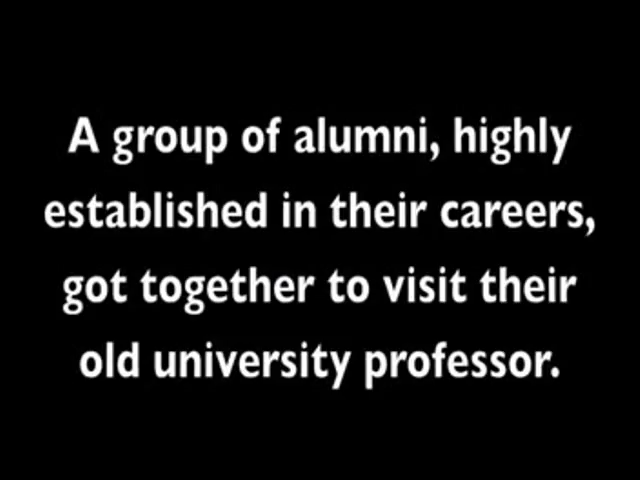 A group of alumni, highly
established in their careers,
got together to visit their
old university professor.